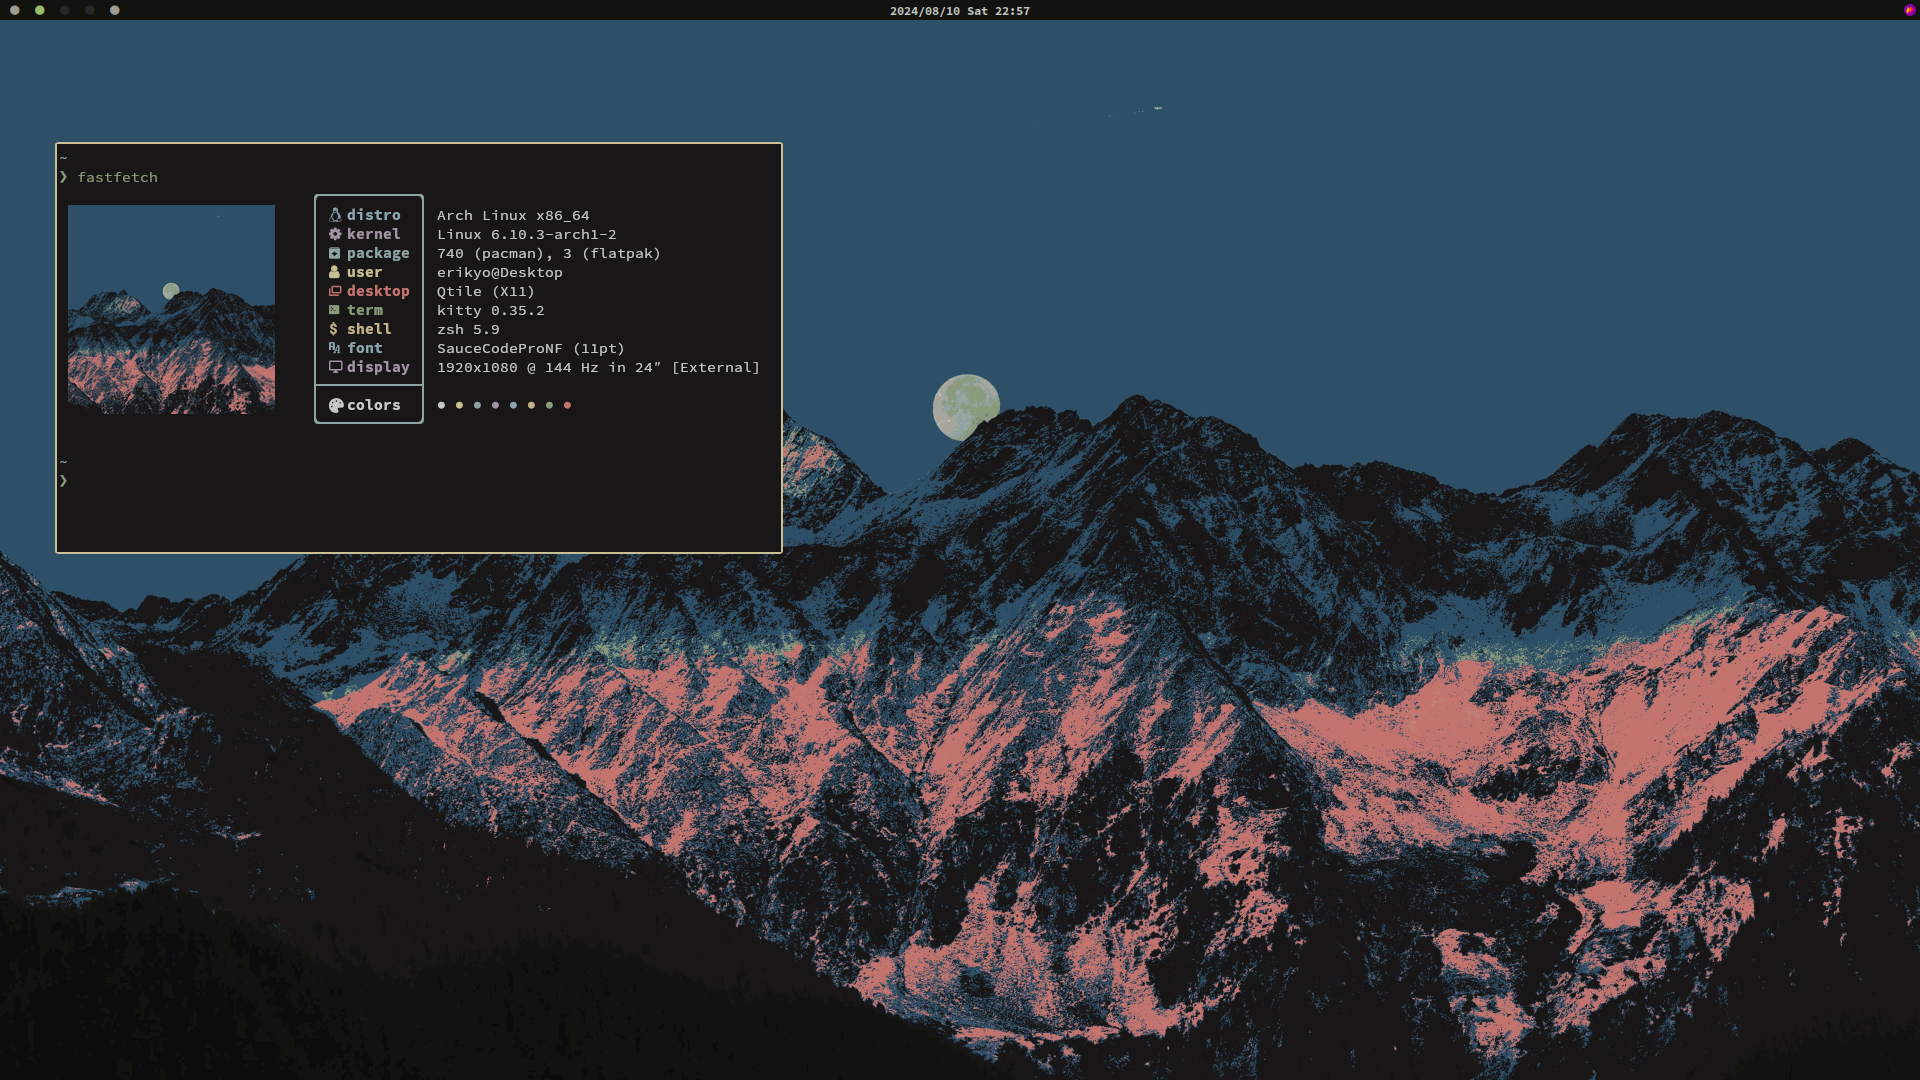 2024/08/10 Sat 22:57
~
❯ fastfetch
distro Arch Linux x86_64
kernel Linux 6.10.3-arch1-2
package 740 (pacman), 3 (flatpak)
user erikyo@Desktop
desktop Qtile (X11)
term kitty 0.35.2
$ shell zsh 5.9
font SauceCodeProNF (11pt)
display 1920x1080 @ 144 Hz in 24″ [External]
colors
~
❯